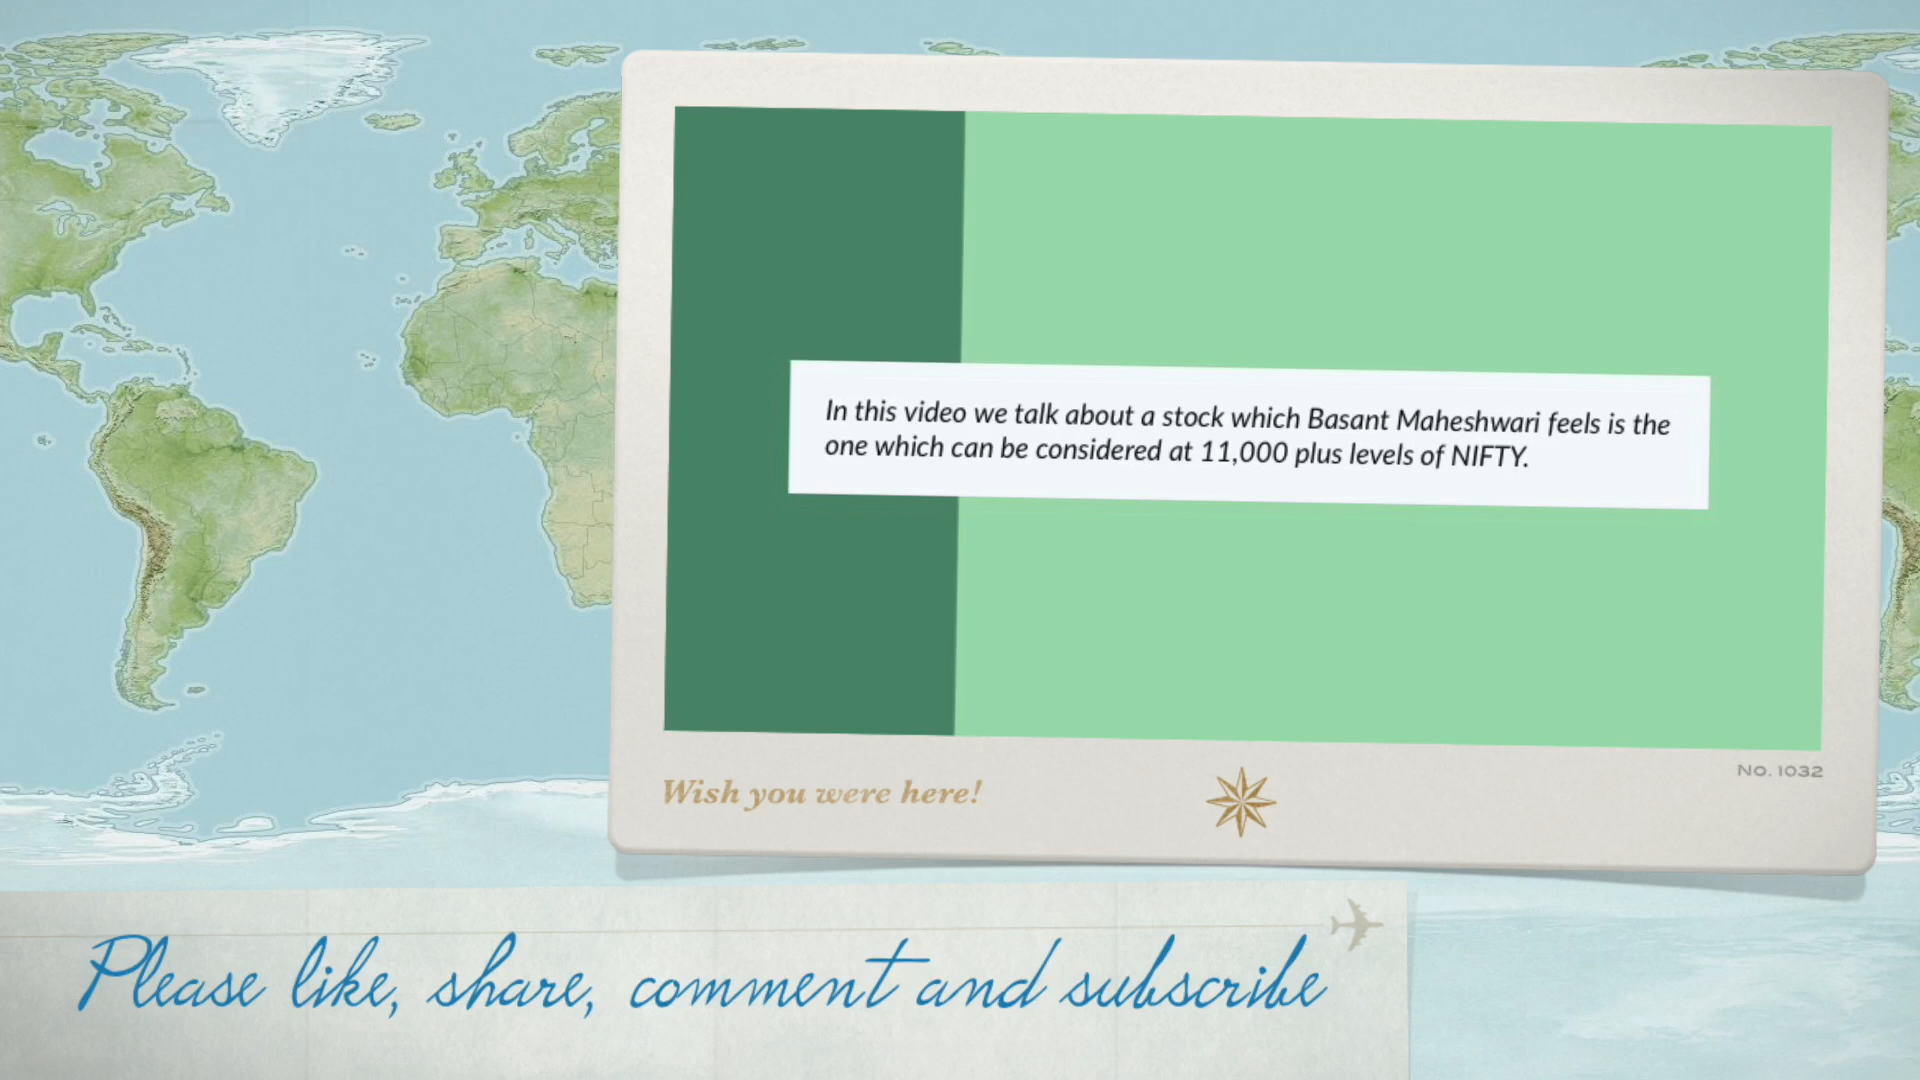 In this video we talk about a stock which Basant Maheshwari feels is the
one which can be considered at 11,000 plus levels of NIFTY.
Wish you were here!
NO. 1032
Please like, share, comment and subscribe